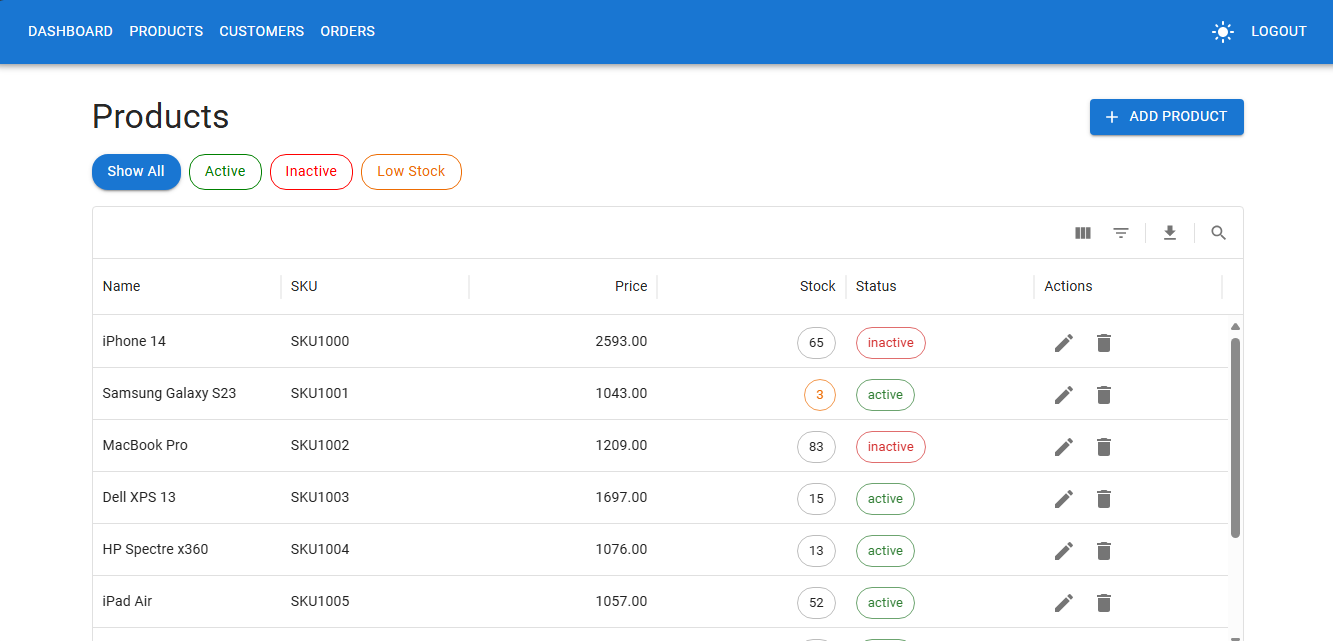 DASHBOARD PRODUCTS CUSTOMERS ORDERS LOGOUT
Products
ADD PRODUCT
Show All Active Inactive Low Stock
Name SKU Price Stock Status Actions
iPhone 14 SKU1000 2593.00 65 inactive
Samsung Galaxy S23 SKU1001 1043.00 3 active
MacBook Pro SKU1002 1209.00 83 inactive
Dell XPS 13 SKU1003 1697.00 15 active
HP Spectre x360 SKU1004 1076.00 13 active
iPad Air SKU1005 1057.00 52 active